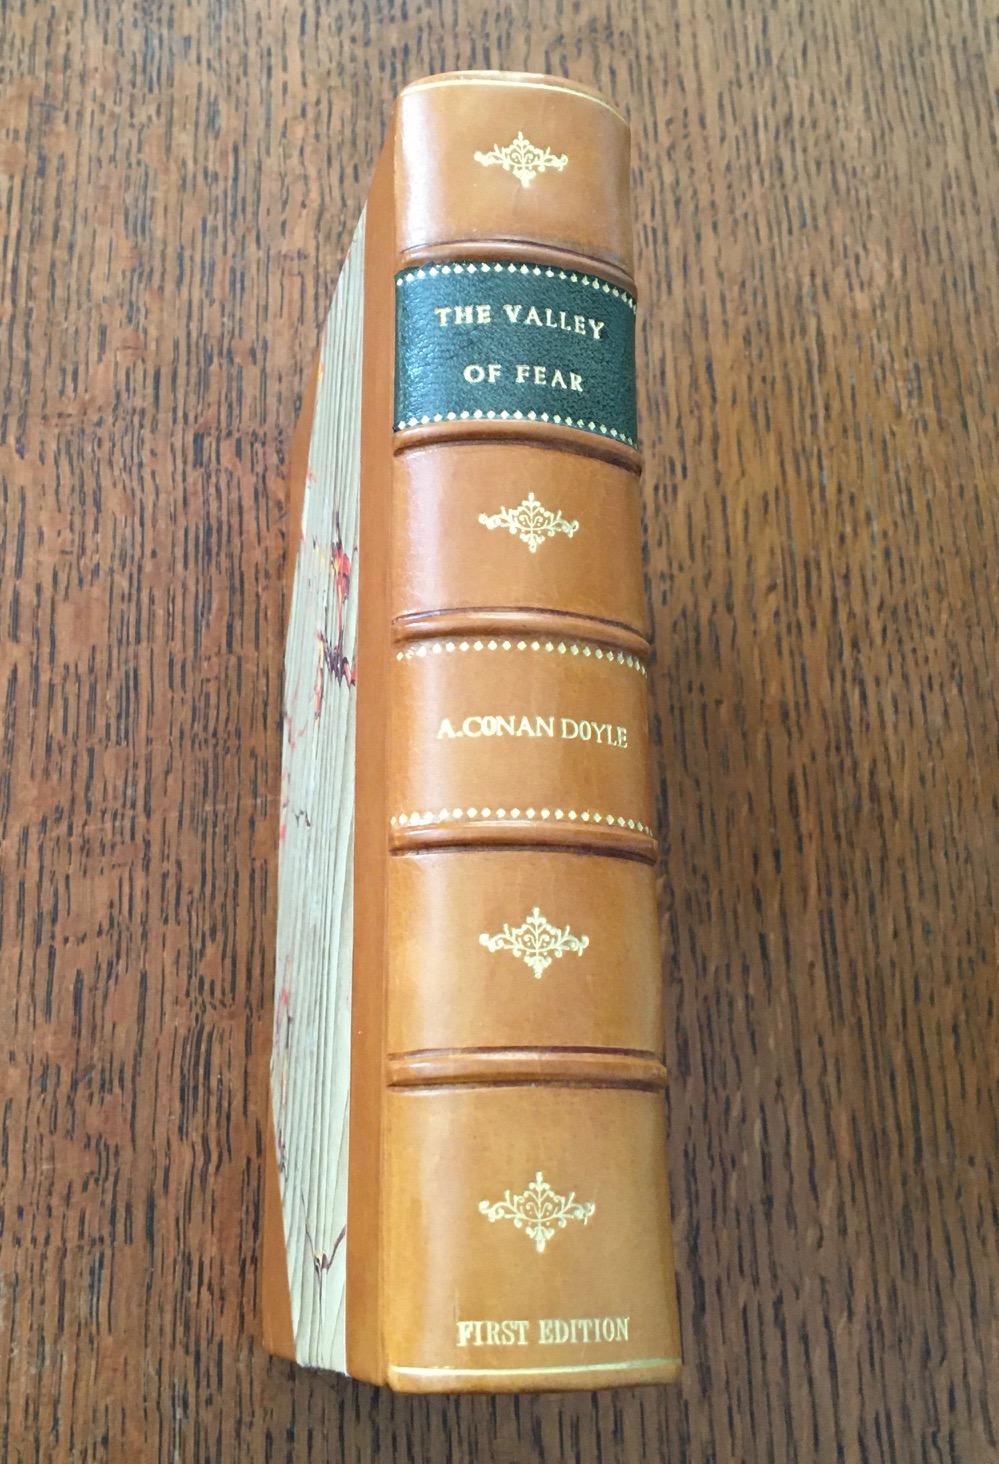 THE VALLEY
OF FEAR
A.CONAN DOYLE
FIRST EDITION